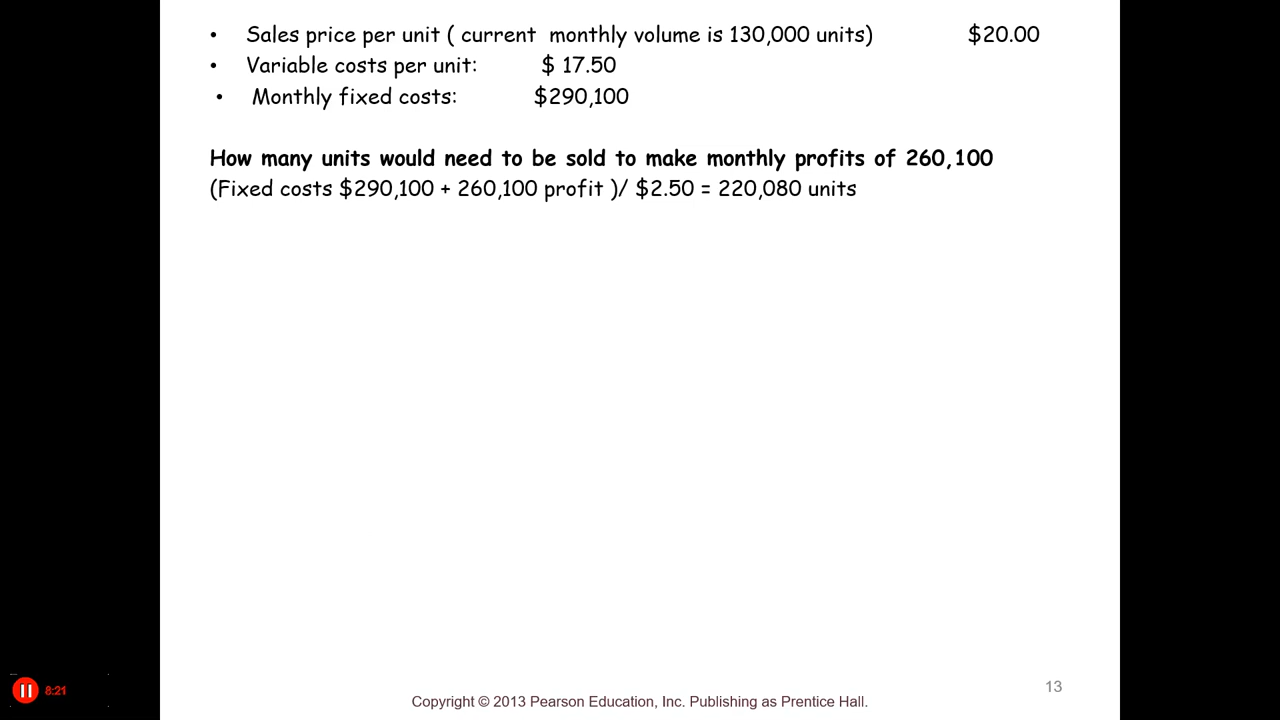 • Sales price per unit ( current monthly volume is 130,000 units) $20.00
• Variable costs per unit: $ 17.50
• Monthly fixed costs: $290,100
How many units would need to be sold to make monthly profits of 260,100
(Fixed costs $290,100 + 260,100 profit )/ $2.50 = 220,080 units
13
8:21
Copyright © 2013 Pearson Education, Inc. Publishing as Prentice Hall.